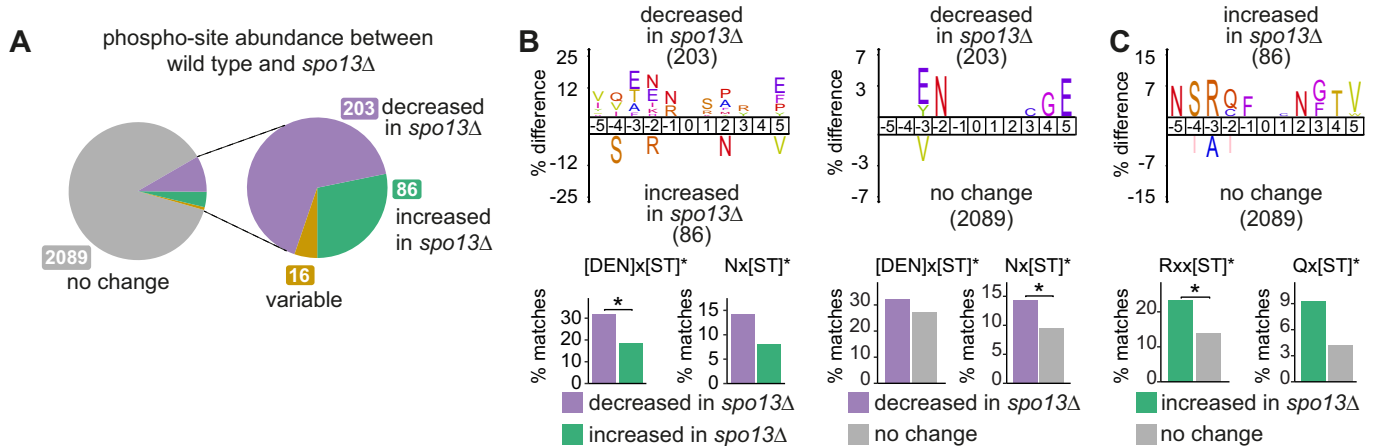 A
phospho-site abundance between
wild type and spo13Δ
203 decreased
in spo13Δ
86
increased
in spo13Δ
2089
no change
16
variable
B
decreased
in spo13Δ
(203)
% difference
25
12
-12
-25
-5 -4 -3 -2 -1 0 1 2 3 4 5
increased
in spo13Δ
(86)
[DEN]x[ST]*
% matches
30
20
10
0
*
Nx[ST]*
% matches
15
10
5
0
decreased in spo13Δ
increased in spo13Δ
decreased
in spo13Δ
(203)
% difference
7
3
-3
-7
E N C G E
Y
-5 -4 -3 -2 -1 0 1 2 3 4 5
V
no change
(2089)
[DEN]x[ST]*
% matches
30
20
10
0
Nx[ST]*
% matches
15
10
5
0
*
decreased in spo13Δ
no change
C
increased
in spo13Δ
(86)
% difference
15
7
-7
-15
-5 -4 -3 -2 -1 0 1 2 3 4 5
no change
(2089)
Rxx[ST]*
% matches
20
10
0
*
Qx[ST]*
% matches
9
6
3
0
increased in spo13Δ
no change